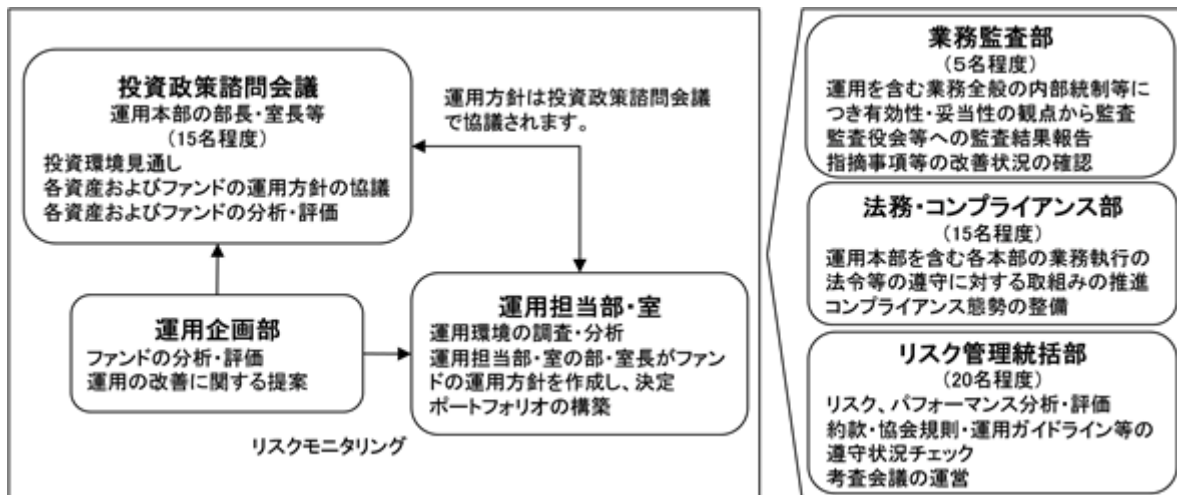 投資政策諮問会議
運用本部の部長・室長等
(15名程度)
投資環境見通し
各資産およびファンドの運用方針の協議
各資産およびファンドの分析・評価
運用方針は投資政策諮問会議
で協議されます。
運用企画部
ファンドの分析・評価
運用の改善に関する提案
運用担当部・室
運用環境の調査・分析
運用担当部・室の部・室長がファン
ドの運用方針を作成し、決定
ポートフォリオの構築
リスクモニタリング
業務監査部
(5名程度)
運用を含む業務全般の内部統制等に
つき有効性・妥当性の観点から監査
監査役会等への監査結果報告
指摘事項等の改善状況の確認
法務・コンプライアンス部
(15名程度)
運用本部を含む各本部の業務執行の
法令等の遵守に対する取組みの推進
コンプライアンス態勢の整備
リスク管理統括部
(20名程度)
リスク、パフォーマンス分析・評価
約款・協会規則・運用ガイドライン等の
遵守状況チェック
考査会議の運営